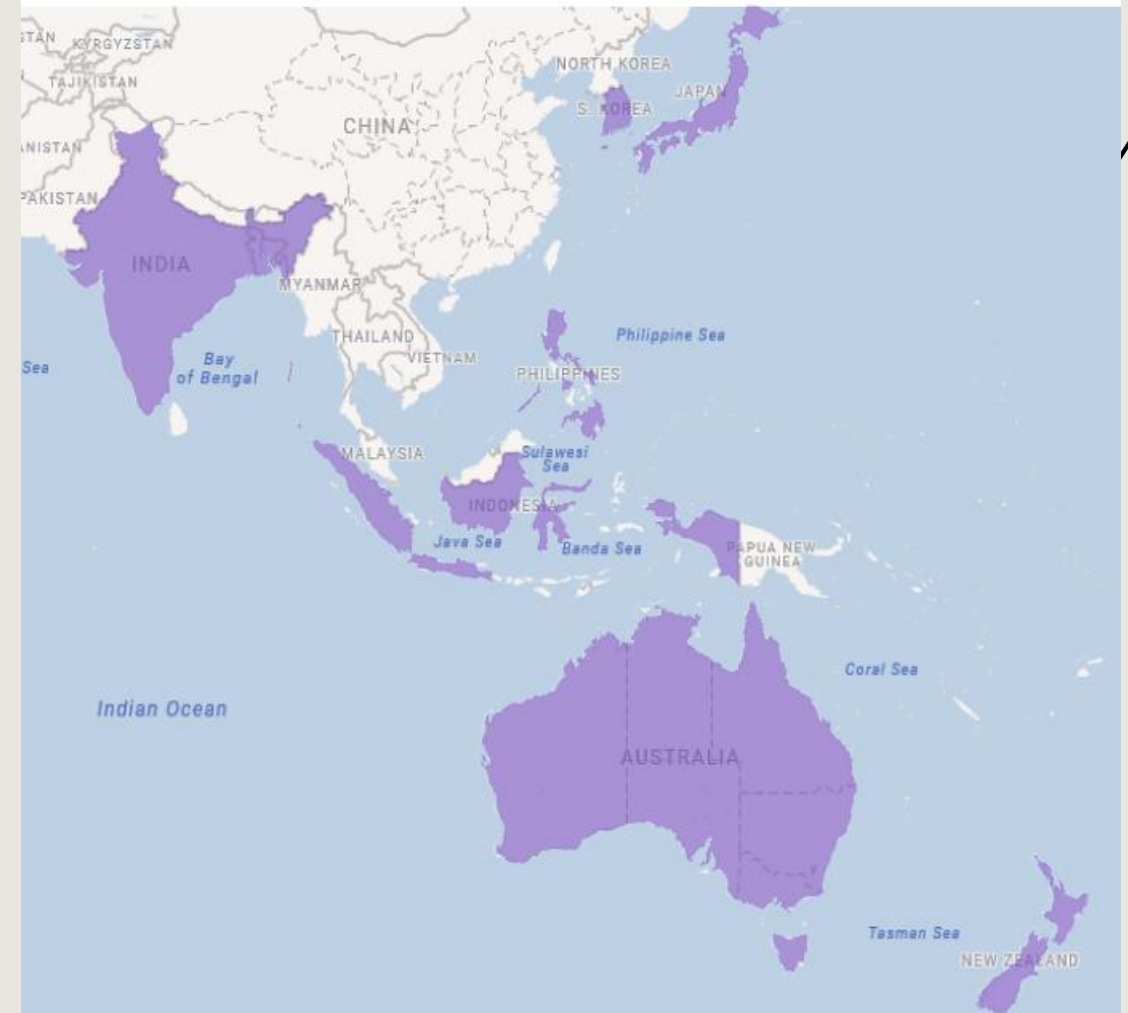 STAN
KYRGYZSTAN
TAJIKISTAN
ANISTAN
PAKISTAN
CHINA
NORTH KOREA
S. KOREA
JAPAN
INDIA
MYANMAR
THAILAND
VIETNAM
Bay
of Bengal
Sea
Philippine Sea
PHILIPPINES
MALAYSIA
Sulawesi
Sea
INDONESIA
Java Sea
Banda Sea
PAPUA NEW
GUINEA
Coral Sea
Indian Ocean
AUSTRALIA
Tasman Sea
NEW ZEALAND